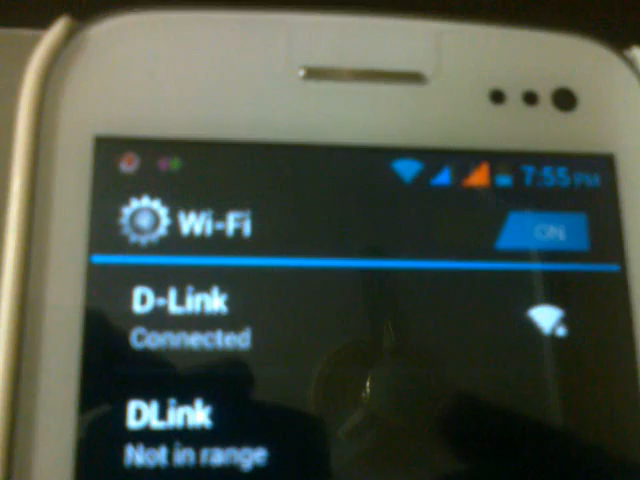 7:55 PM
Wi-Fi
ON
D-Link
Connected
DLink
Not in range